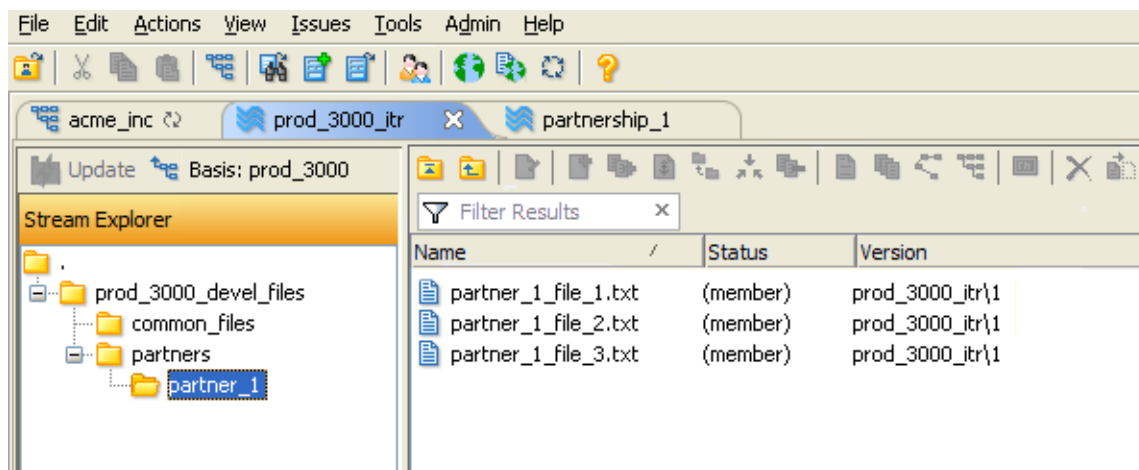 File Edit Actions View Issues Tools Admin Help
acme_inc prod_3000_itr partnership_1
Update Basis: prod_3000
Filter Results
Stream Explorer
Name / Status Version
.
prod_3000_devel_files
common_files
partners
partner_1
partner_1_file_1.txt (member) prod_3000_itr\1
partner_1_file_2.txt (member) prod_3000_itr\1
partner_1_file_3.txt (member) prod_3000_itr\1